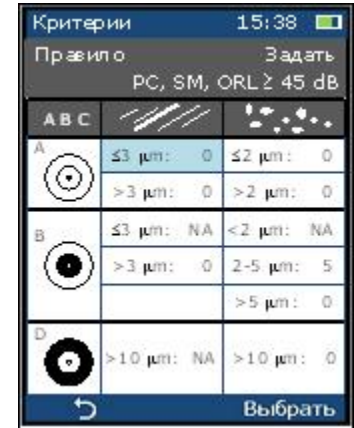 Критерии 15:38
Правило Задать
PC, SM, ORL ≥ 45 dB
A B C
A ≤3 µm: 0 ≤2 µm: 0
>3 µm: 0 >2 µm: 0
B ≤3 µm: NA <2 µm: NA
>3 µm: 0 2-5 µm: 5
>5 µm: 0
D >10 µm: NA >10 µm: 0
Выбрать